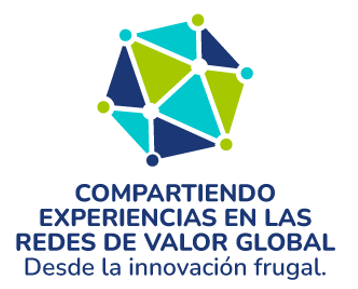 COMPARTIENDO
EXPERIENCIAS EN LAS
REDES DE VALOR GLOBAL
Desde la innovación frugal.